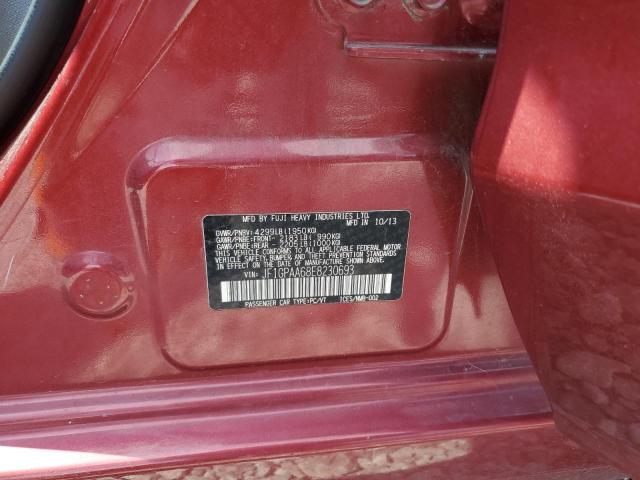 MFD BY FUJI HEAVY INDUSTRIES LTD.
MFD IN 10/13
GVWR/PNBV: 4299LB(1950KG)
GAWR/PNBE:FRONT- 2183LB( 990KG)
GAWR/PNBE:REAR - 2205LB(1000KG)
THIS VEHICLE CONFORMS TO ALL APPLICABLE FEDERAL MOTOR
VEHICLE SAFETY, BUMPER, AND THEFT PREVENTION STANDARDS IN
EFFECT ON THE DATE OF MANUFACTURE SHOWN ABOVE.
VIN: JF1GPAA68E8230693
PASSENGER CAR TYPE:PC/VT ICES/NMB-002